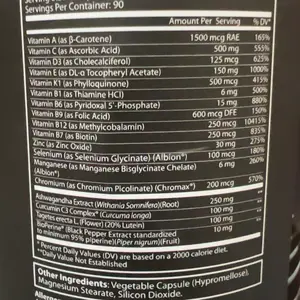 Servings Per Container: 90
Amount Per Serving % DV*
Vitamin A (as β-Carotene) 1500 mcg RAE 165%
Vitamin C (as Ascorbic Acid) 500 mg 555%
Vitamin D3 (as Cholecalciferol) 125 mcg 625%
Vitamin E (as DL-α Tocopheryl Acetate) 150 mg 1000%
Vitamin K1 (as Phylloquinone) 500 mcg 415%
Vitamin B1 (Thiamine HCl) 6 mg 500%
Vitamin B6 (as Pyridoxal 5'-Phosphate) 15 mg 880%
Vitamin B9 (as Folic Acid) 600 mcg DFE 150%
Vitamin B12 (as Methylcobalamin) 250 mcg 10415%
Vitamin B7 (as Biotin) 250 mcg 835%
Zinc (as Zinc Oxide) 30 mg 275%
Selenium (as Selenium Glycinate) (Albion*) 100 mcg 180%
Manganese (as Manganese Bisglycinate Chelate) 6 mg 260%
(Albion*)
Chromium (as Chromium Picolinate) (Chromax*) 200 mcg 570%
Ashwagandha Extract (Withania Somnifera)(Root) 250 mg **
Curcumin C3 Complex* (Curcuma longa) 100 mg **
Tagetes erecta L. (Flower) (20% Lutein) 100 mg **
BioPerine* (Black Pepper Extract standardized 10 mg **
to minimum 95% piperine)(Piper nigrum)(Fruit)
* Percent Daily Values (DV) are based on a 2000 calorie diet.
**Daily Value Not Established
Other Ingredients: Vegetable Capsule (Hypromellose),
Magnesium Stearate, Silicon Dioxide.